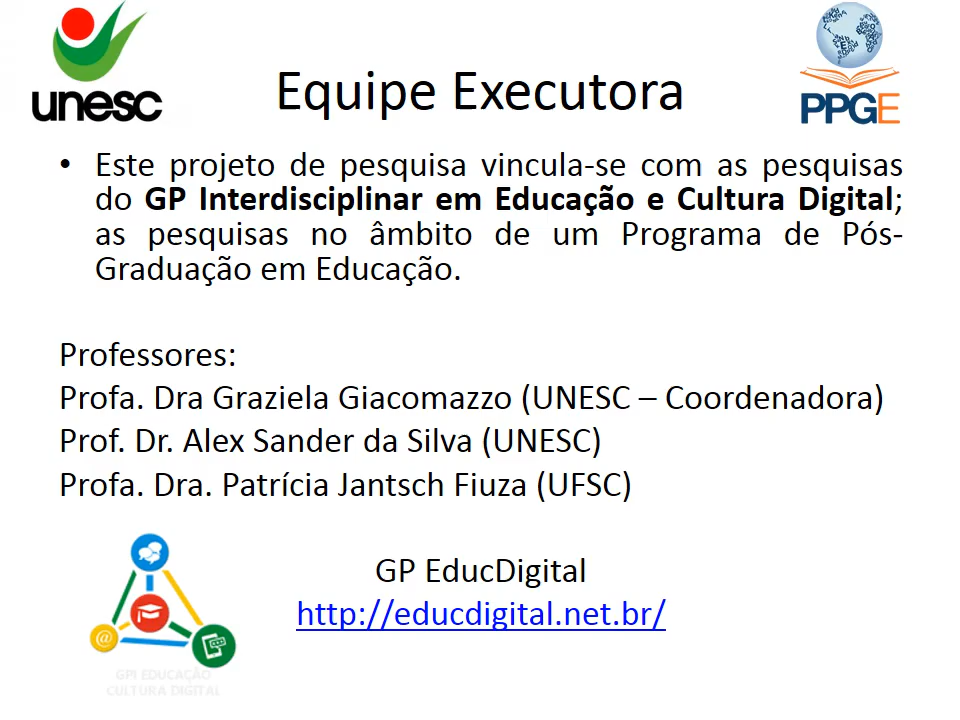 unesc
PPGE
Equipe Executora
• Este projeto de pesquisa vincula-se com as pesquisas
do GP Interdisciplinar em Educação e Cultura Digital;
as pesquisas no âmbito de um Programa de Pós-
Graduação em Educação.
Professores:
Profa. Dra Graziela Giacomazzo (UNESC – Coordenadora)
Prof. Dr. Alex Sander da Silva (UNESC)
Profa. Dra. Patrícia Jantsch Fiuza (UFSC)
GP EducDigital
http://educdigital.net.br/
@
GPI EDUCAÇÃO
CULTURA DIGITAL